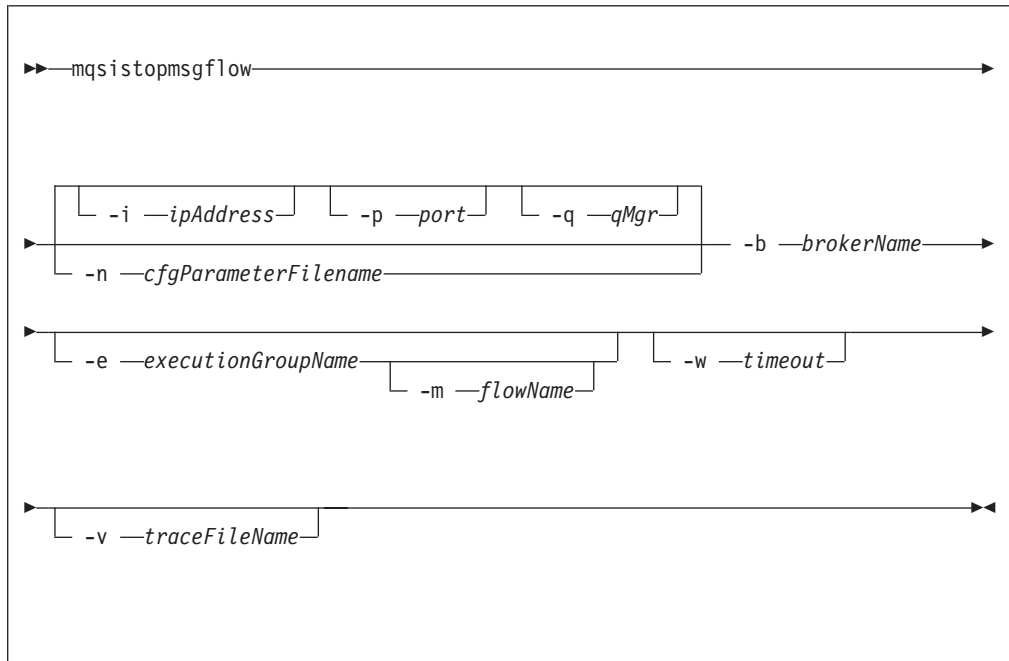 mqsistopmsgflow
-i ipAddress -p port -q qMgr
-n cfgParameterFilename -b brokerName
-e executionGroupName -w timeout
-m flowName
-v traceFileName